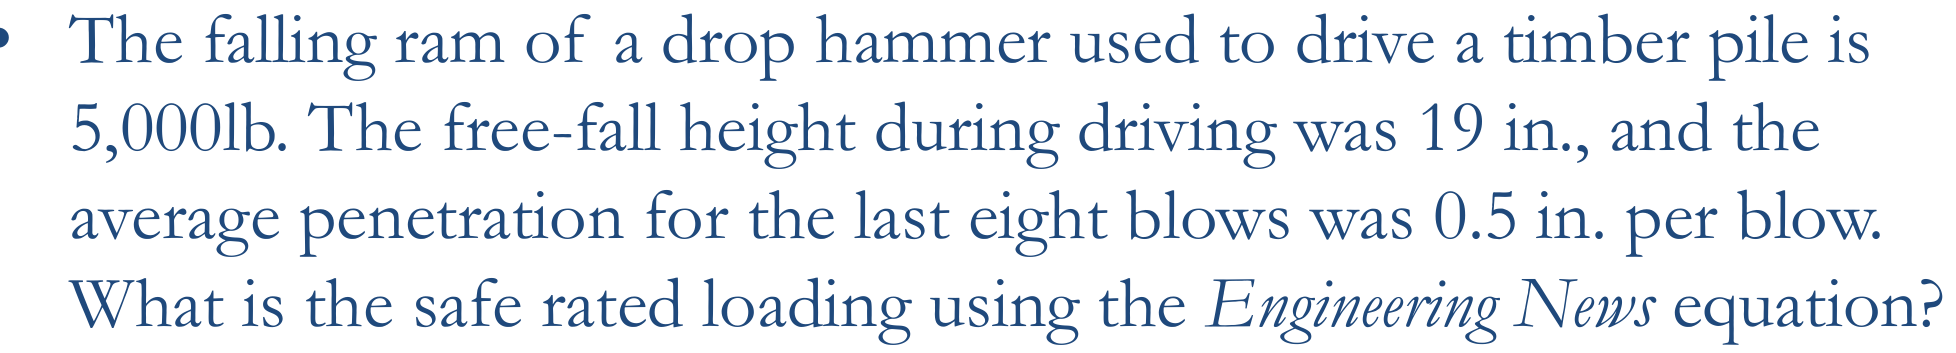 • The falling ram of a drop hammer used to drive a timber pile is
5,000lb. The free-fall height during driving was 19 in., and the
average penetration for the last eight blows was 0.5 in. per blow.
What is the safe rated loading using the Engineering News equation?